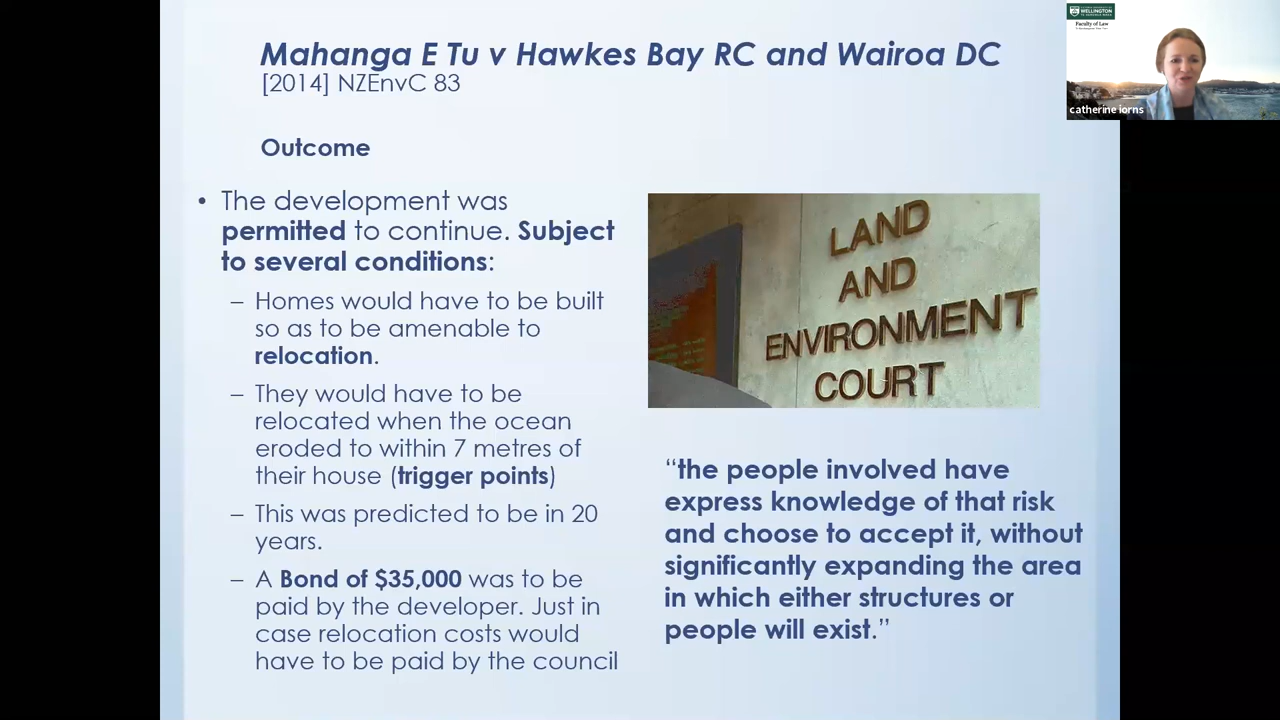 Mahanga E Tu v Hawkes Bay RC and Wairoa DC
[2014] NZEnvC 83
Outcome
• The development was
permitted to continue. Subject
to several conditions:
– Homes would have to be built
so as to be amenable to
relocation.
– They would have to be
relocated when the ocean
eroded to within 7 metres of
their house (trigger points)
– This was predicted to be in 20
years.
– A Bond of $35,000 was to be
paid by the developer. Just in
case relocation costs would
have to be paid by the council
LAND
AND
ENVIRONMENT
COURT
“the people involved have
express knowledge of that risk
and choose to accept it, without
significantly expanding the area
in which either structures or
people will exist.”
WELLINGTON
Faculty of Law
catherine iorns